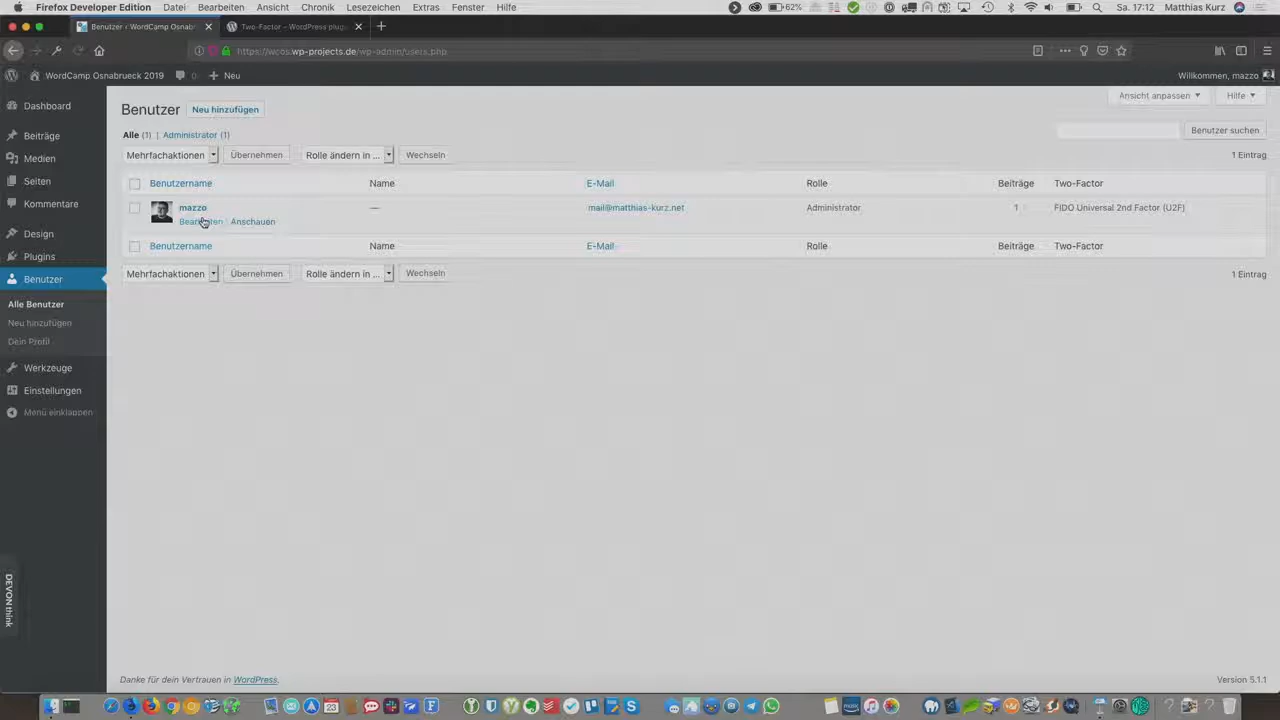 Firefox Developer Edition Datei Bearbeiten Ansicht Chronik Lesezeichen Extras Fenster Hilfe 62% Sa. 17:12 Matthias Kurz
Benutzer ‹ WordCamp Osnabr Two-Factor – WordPress plug
https://wcos.wp-projects.de/wp-admin/users.php
WordCamp Osnabrueck 2019 0 Neu Willkommen, mazzo
Ansicht anpassen Hilfe
Dashboard
Beiträge
Medien
Seiten
Kommentare
Design
Plugins
Benutzer
Alle Benutzer
Neu hinzufügen
Dein Profil
Werkzeuge
Einstellungen
Menü einklappen
DEVONthink
Benutzer Neu hinzufügen
Alle (1) | Administrator (1)
Benutzer suchen
Mehrfachaktionen Übernehmen Rolle ändern in ... Wechseln 1 Eintrag
Benutzername Name E-Mail Rolle Beiträge Two-Factor
mazzo — mail@matthias-kurz.net Administrator 1 FIDO Universal 2nd Factor (U2F)
Bearbeiten | Anschauen
Benutzername Name E-Mail Rolle Beiträge Two-Factor
Mehrfachaktionen Übernehmen Rolle ändern in ... Wechseln 1 Eintrag
Danke für dein Vertrauen in WordPress. Version 5.1.1